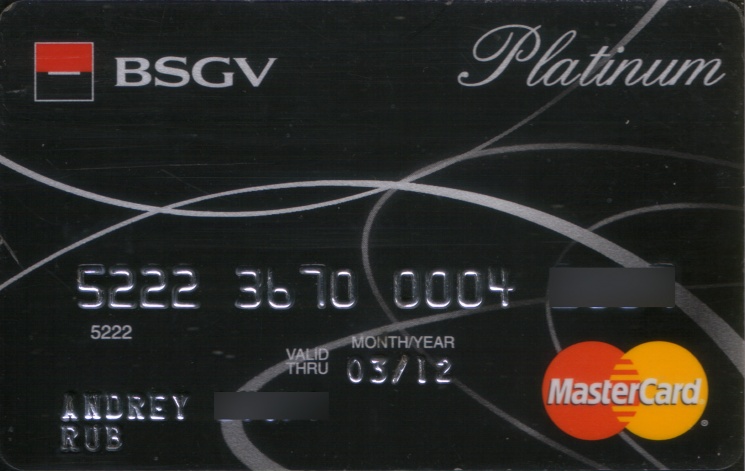 BSGV Platinum
5222 3670 0004
5222
MONTH/YEAR
VALID THRU 03/12
MasterCard
ANDREY
RUB